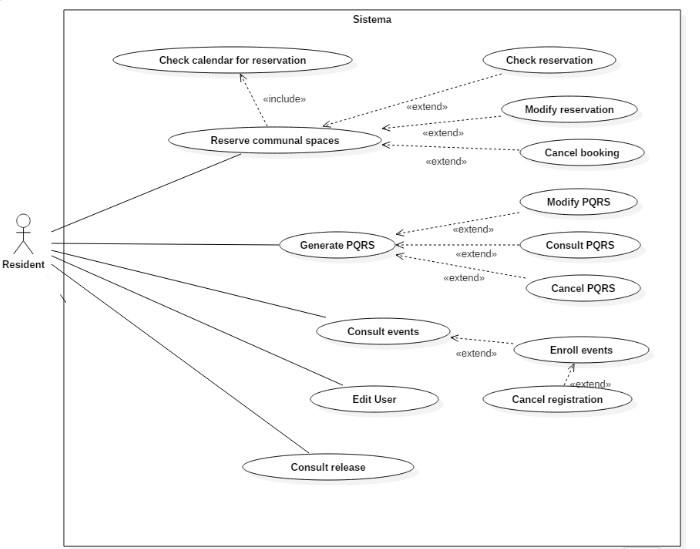 Sistema
Check calendar for reservation
Check reservation
«include»
«extend»
Modify reservation
«extend»
Reserve communal spaces
Cancel booking
«extend»
Modify PQRS
«extend»
Generate PQRS
Consult PQRS
«extend»
Resident
«extend»
Cancel PQRS
Consult events
Enroll events
«extend»
«extend»
Edit User
Cancel registration
Consult release